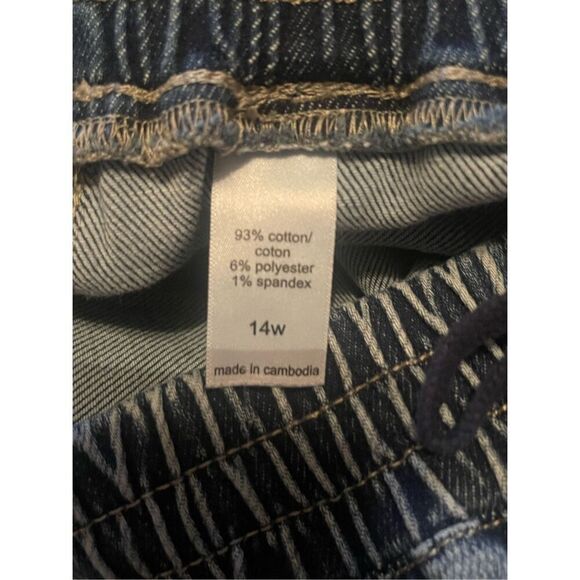 93% cotton/
coton
6% polyester
1% spandex
14w
made in cambodia